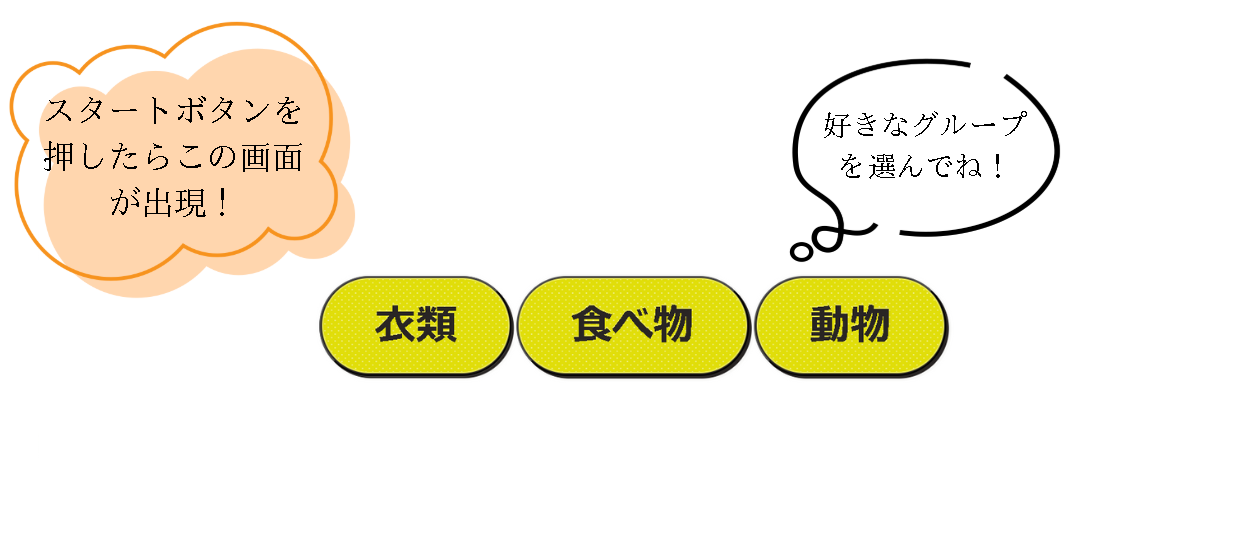 スタートボタンを
押したらこの画面
が出現！
好きなグループ
を選んでね！
衣類
食べ物
動物